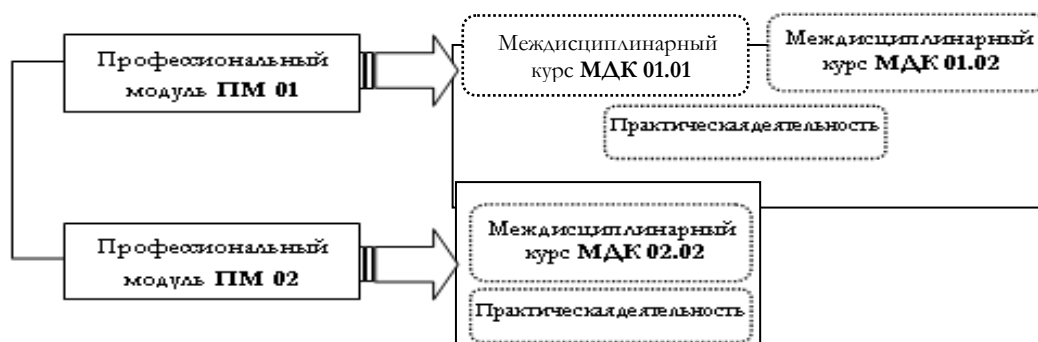 Профессиональный
модуль ПМ 01
Междисциплинарный
курс МДК 01.01
Междисциплинарный
курс МДК 01.02
Практическаядеятельность
Профессиональный
модуль ПМ 02
Междисциплинарный
курс МДК 02.02
Практическаядеятельность